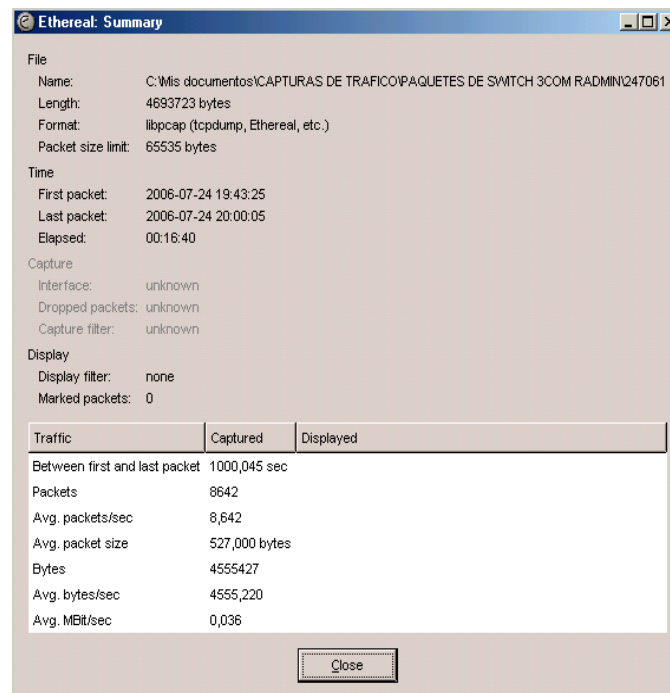 Ethereal: Summary
File
Name: C:\Mis documentos\CAPTURAS DE TRAFICO\PAQUETES DE SWITCH 3COM RADMIN\247061
Length: 4693723 bytes
Format: libpcap (tcpdump, Ethereal, etc.)
Packet size limit: 65535 bytes
Time
First packet: 2006-07-24 19:43:25
Last packet: 2006-07-24 20:00:05
Elapsed: 00:16:40
Capture
Interface: unknown
Dropped packets: unknown
Capture filter: unknown
Display
Display filter: none
Marked packets: 0
Traffic Captured Displayed
Between first and last packet 1000,045 sec
Packets 8642
Avg. packets/sec 8,642
Avg. packet size 527,000 bytes
Bytes 4555427
Avg. bytes/sec 4555,220
Avg. MBit/sec 0,036
Close